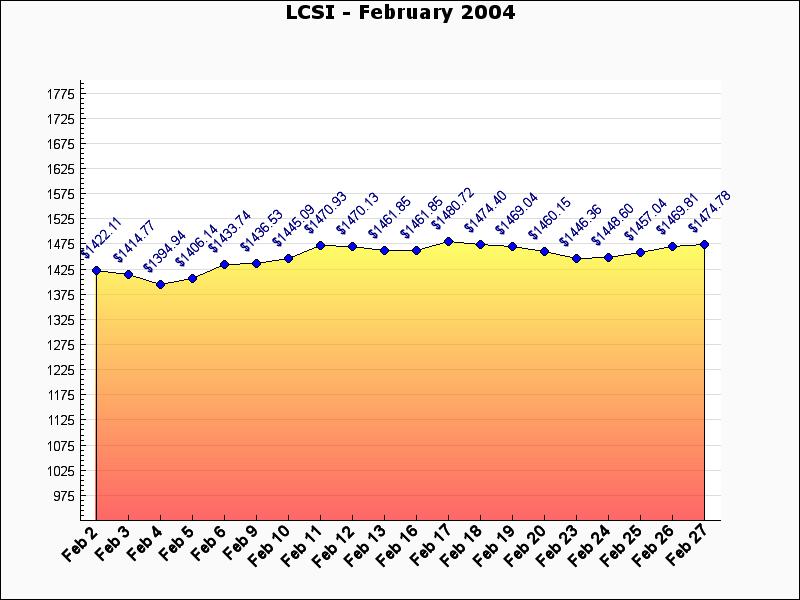 LCSI - February 2004
1775
1725
1675
1625
1575
1525
1475
1425
1375
1325
1275
1225
1175
1125
1075
1025
975
$1422.11
$1414.77
$1394.94
$1406.14
$1433.74
$1436.53
$1445.09
$1470.93
$1470.13
$1461.85
$1461.85
$1480.72
$1474.40
$1469.04
$1460.15
$1446.36
$1448.60
$1457.04
$1469.81
$1474.78
Feb 2
Feb 3
Feb 4
Feb 5
Feb 6
Feb 9
Feb 10
Feb 11
Feb 12
Feb 13
Feb 16
Feb 17
Feb 18
Feb 19
Feb 20
Feb 23
Feb 24
Feb 25
Feb 26
Feb 27